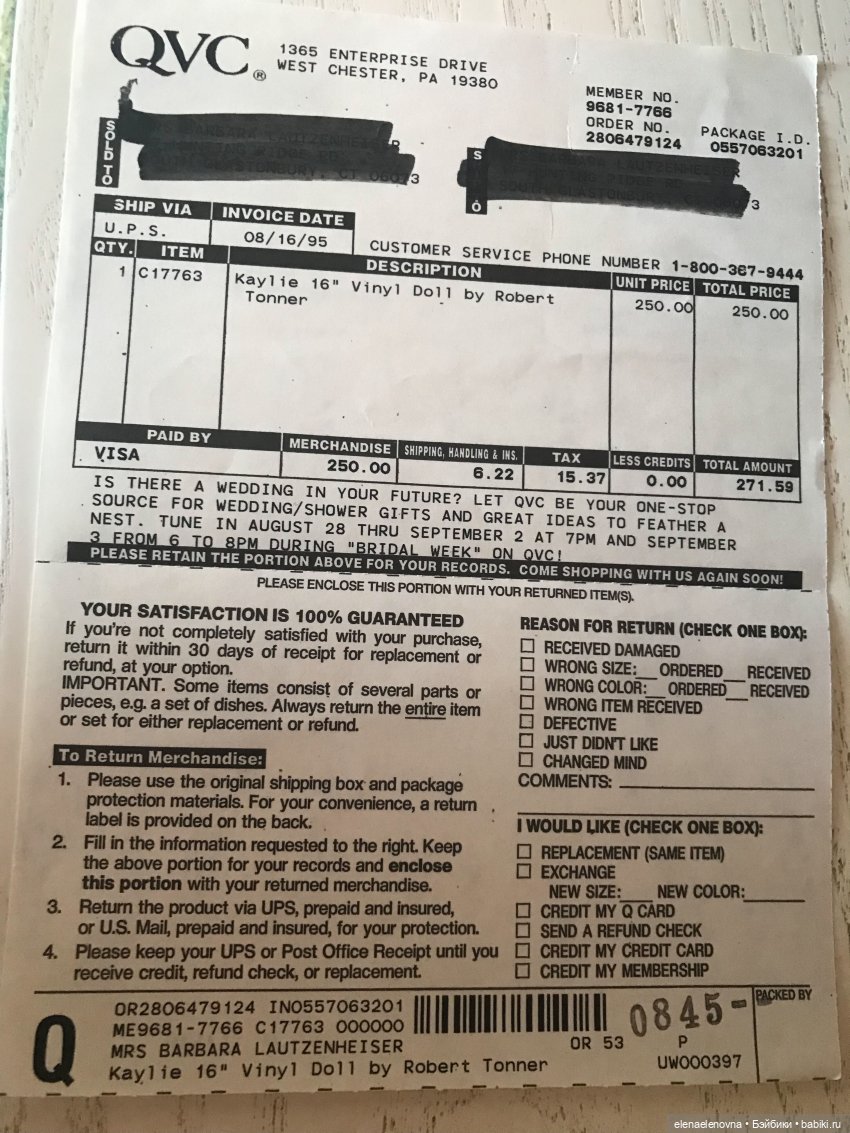 QVC®
1365 ENTERPRISE DRIVE
WEST CHESTER, PA 19380
MEMBER NO.
9681-7766
ORDER NO. PACKAGE I.D.
2806479124 0557063201
SOLD TO
SHIP VIA INVOICE DATE
U.P.S. 08/16/95
CUSTOMER SERVICE PHONE NUMBER 1-800-367-9444
QTY. ITEM DESCRIPTION UNIT PRICE TOTAL PRICE
1 C17763 Kaylie 16" Vinyl Doll by Robert 250.00 250.00
Tonner
PAID BY MERCHANDISE SHIPPING, HANDLING & INS. TAX LESS CREDITS TOTAL AMOUNT
VISA 250.00 6.22 15.37 0.00 271.59
IS THERE A WEDDING IN YOUR FUTURE? LET QVC BE YOUR ONE-STOP
SOURCE FOR WEDDING/SHOWER GIFTS AND GREAT IDEAS TO FEATHER A
NEST. TUNE IN AUGUST 28 THRU SEPTEMBER 2 AT 7PM AND SEPTEMBER
3 FROM 6 TO 8PM DURING "BRIDAL WEEK" ON QVC!
PLEASE RETAIN THE PORTION ABOVE FOR YOUR RECORDS. COME SHOPPING WITH US AGAIN SOON!
PLEASE ENCLOSE THIS PORTION WITH YOUR RETURNED ITEM(S).
YOUR SATISFACTION IS 100% GUARANTEED
If you're not completely satisfied with your purchase,
return it within 30 days of receipt for replacement or
refund, at your option.
IMPORTANT. Some items consist of several parts or
pieces, e.g. a set of dishes. Always return the entire item
or set for either replacement or refund.
To Return Merchandise:
1. Please use the original shipping box and package
protection materials. For your convenience, a return
label is provided on the back.
2. Fill in the information requested to the right. Keep
the above portion for your records and enclose
this portion with your returned merchandise.
3. Return the product via UPS, prepaid and insured,
or U.S. Mail, prepaid and insured, for your protection.
4. Please keep your UPS or Post Office Receipt until you
receive credit, refund check, or replacement.
REASON FOR RETURN (CHECK ONE BOX):
RECEIVED DAMAGED
WRONG SIZE:__ ORDERED __ RECEIVED
WRONG COLOR:__ ORDERED __ RECEIVED
WRONG ITEM RECEIVED
DEFECTIVE
JUST DIDN'T LIKE
CHANGED MIND
COMMENTS:
I WOULD LIKE (CHECK ONE BOX):
REPLACEMENT (SAME ITEM)
EXCHANGE
NEW SIZE:___ NEW COLOR:______
CREDIT MY Q CARD
SEND A REFUND CHECK
CREDIT MY CREDIT CARD
CREDIT MY MEMBERSHIP
Q
OR2806479124 IN0557063201
ME9681-7766 C17763 000000
MRS BARBARA LAUTZENHEISER OR 53
Kaylie 16" Vinyl Doll by Robert Tonner
0845-
P
UW000397
PACKED BY
elenaelenovna • Бэйбики • babiki.ru